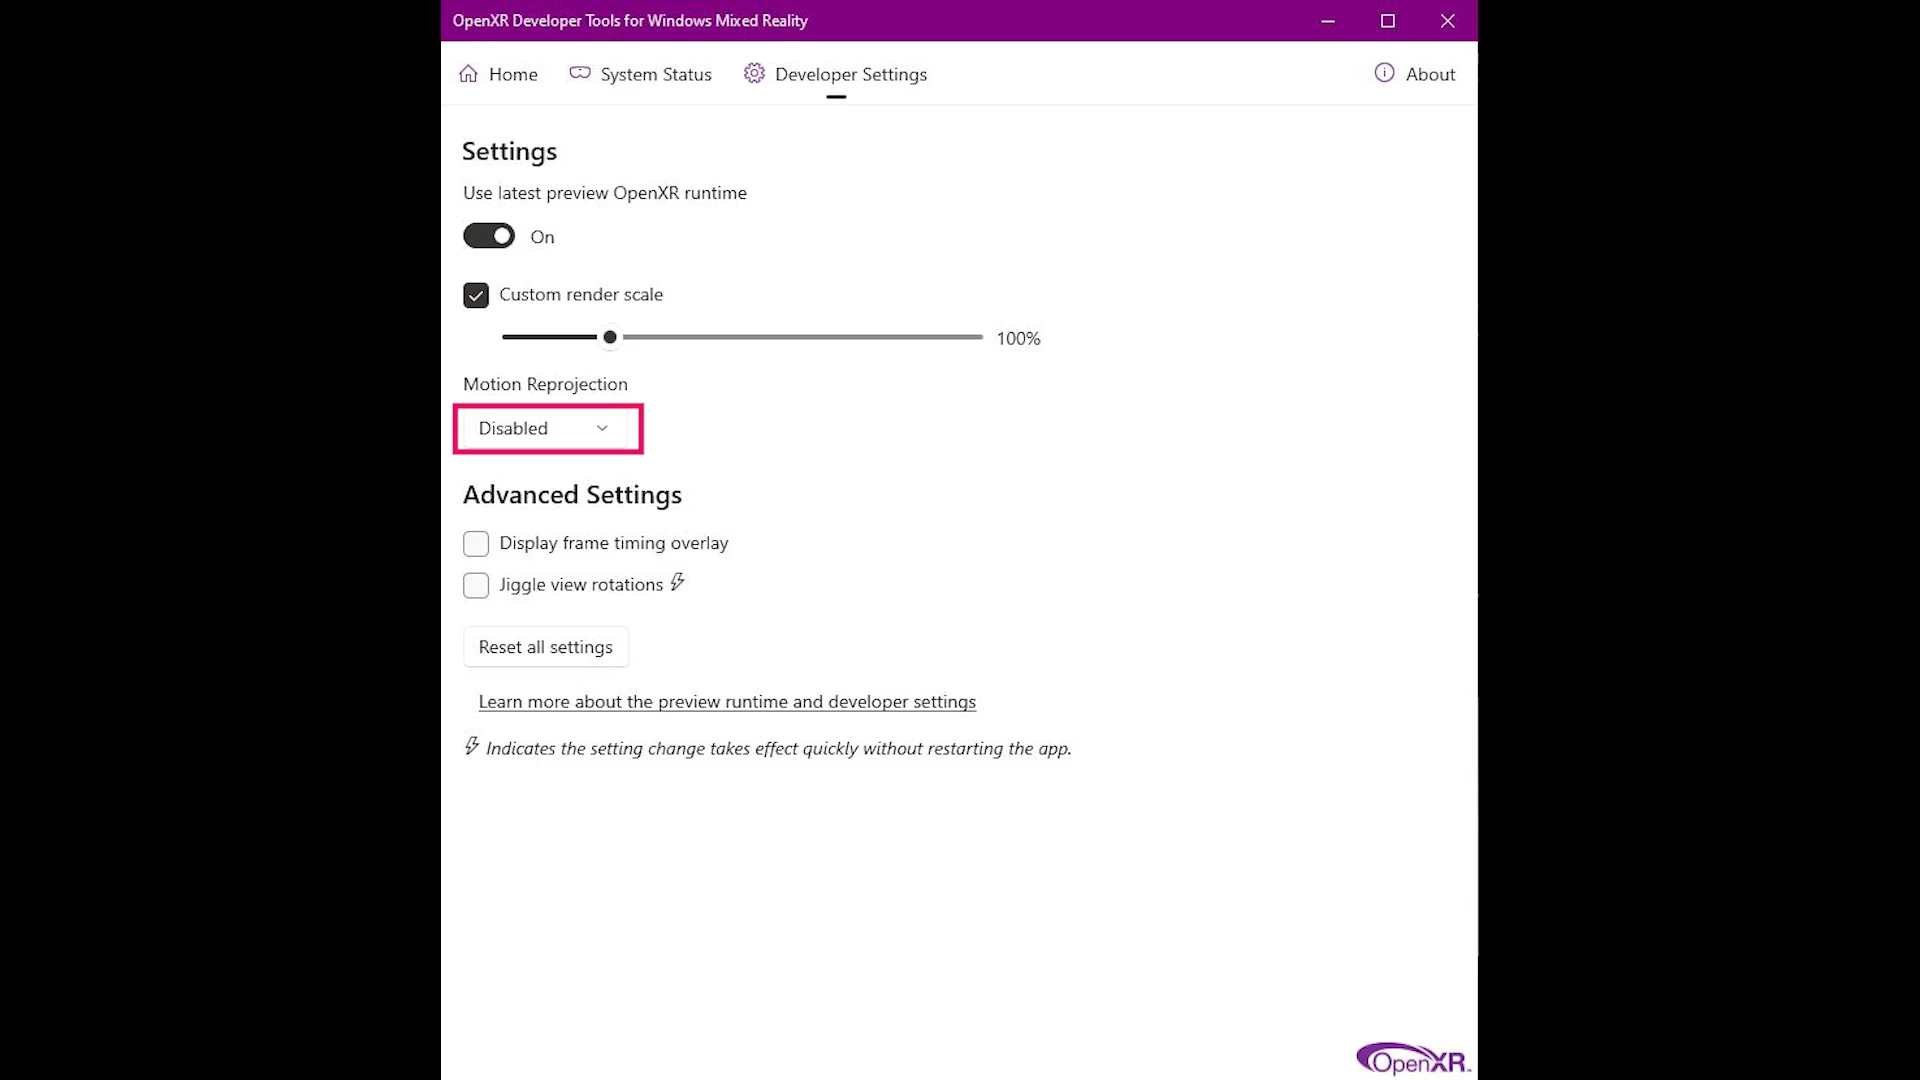 OpenXR Developer Tools for Windows Mixed Reality
Home System Status Developer Settings About
Settings
Use latest preview OpenXR runtime
On
Custom render scale
100%
Motion Reprojection
Disabled
Advanced Settings
Display frame timing overlay
Jiggle view rotations
Reset all settings
Learn more about the preview runtime and developer settings
Indicates the setting change takes effect quickly without restarting the app.
OpenXR